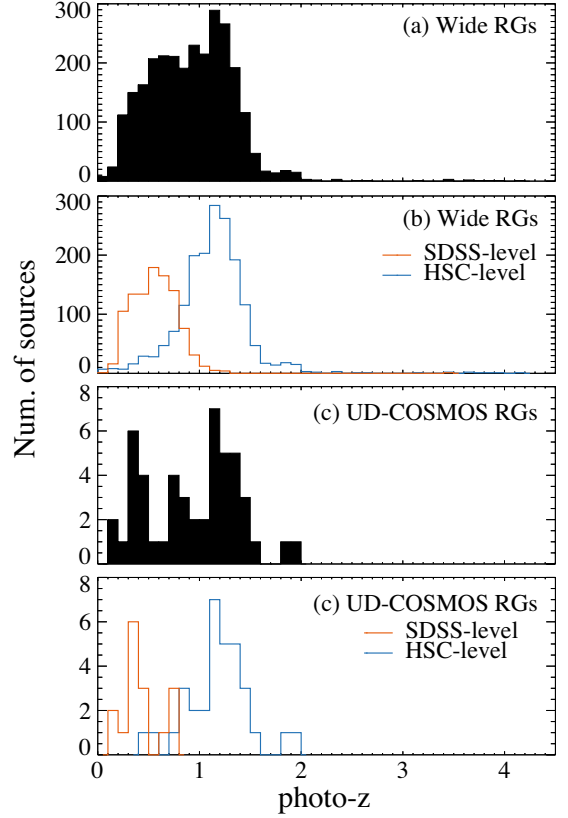 300
200
100
0
(a) Wide RGs
300
200
100
0
(b) Wide RGs
SDSS-level
HSC-level
Num. of sources
8
6
4
2
0
(c) UD-COSMOS RGs
8
6
4
2
0
(c) UD-COSMOS RGs
SDSS-level
HSC-level
0 1 2 3 4
photo-z